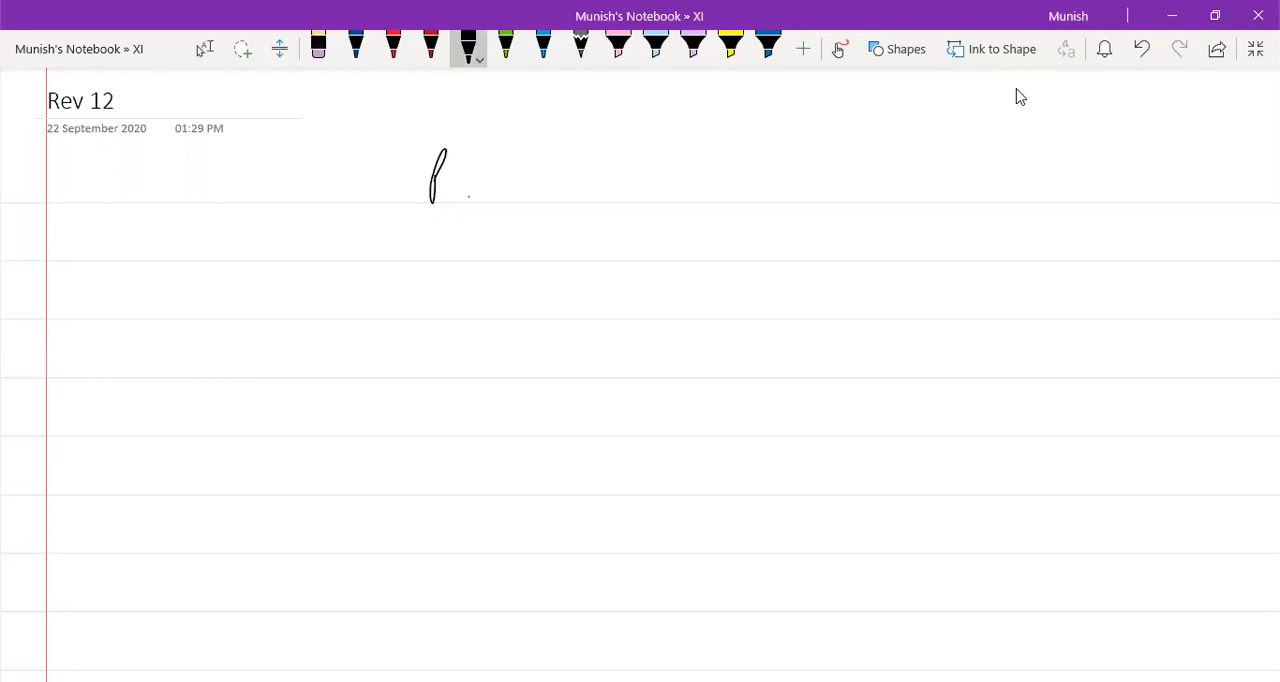 Munish's Notebook » XI
Munish
Munish's Notebook » XI
Shapes
Ink to Shape
Rev 12
22 September 2020 01:29 PM